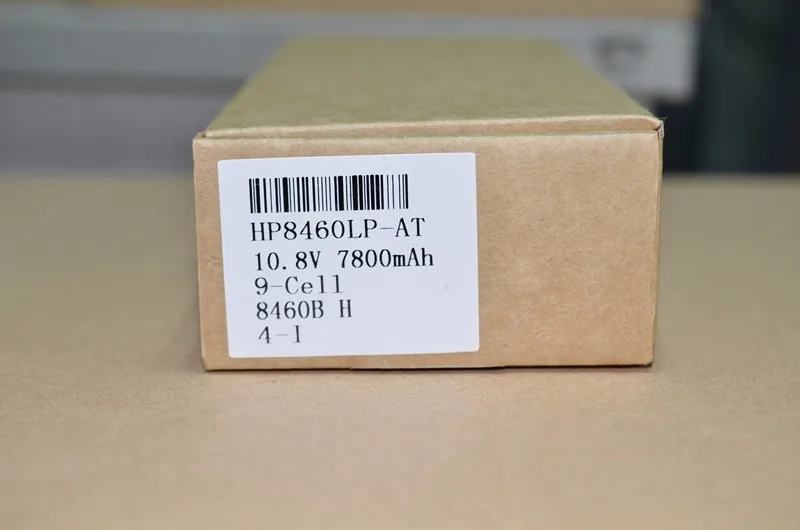 HP8460LP-AT
10.8V 7800mAh
9-Cell
8460B H
4-I